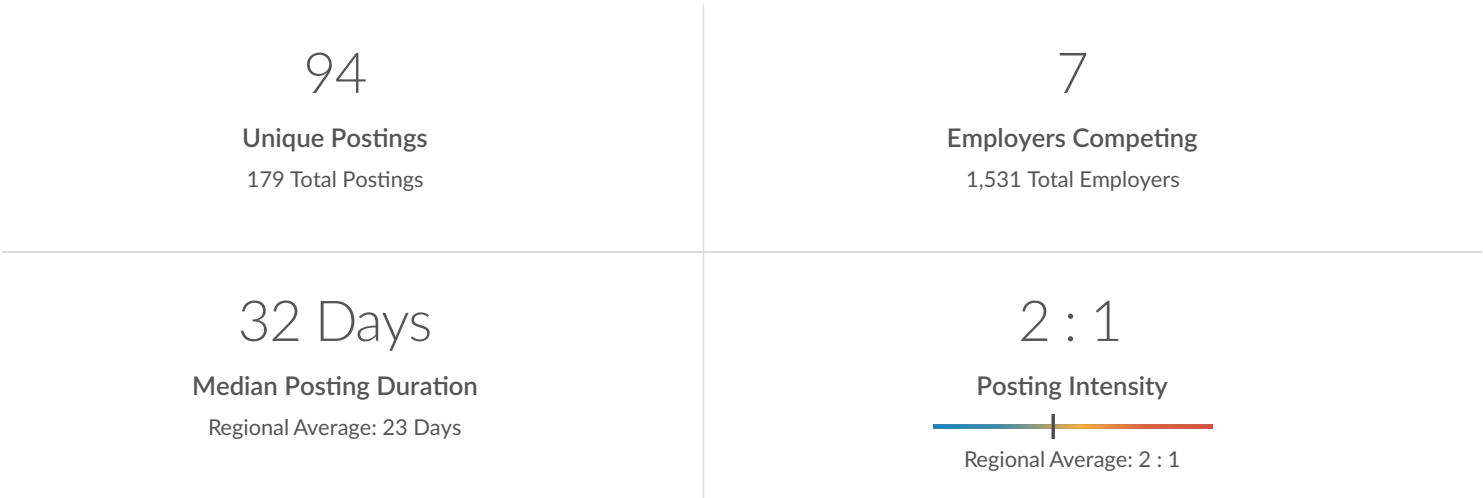 94
Unique Postings
179 Total Postings
7
Employers Competing
1,531 Total Employers
32 Days
Median Posting Duration
Regional Average: 23 Days
2 : 1
Posting Intensity
Regional Average: 2 : 1